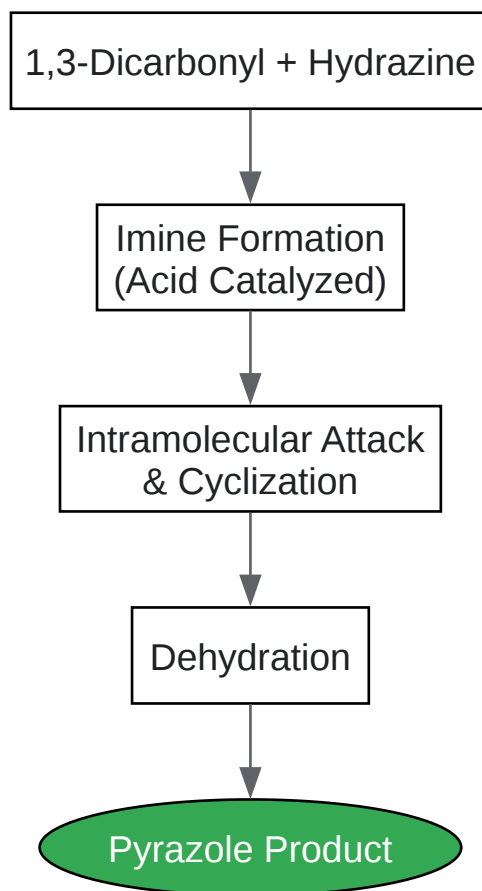 1,3-Dicarbonyl + Hydrazine
Imine Formation
(Acid Catalyzed)
Intramolecular Attack
& Cyclization
Dehydration
Pyrazole Product